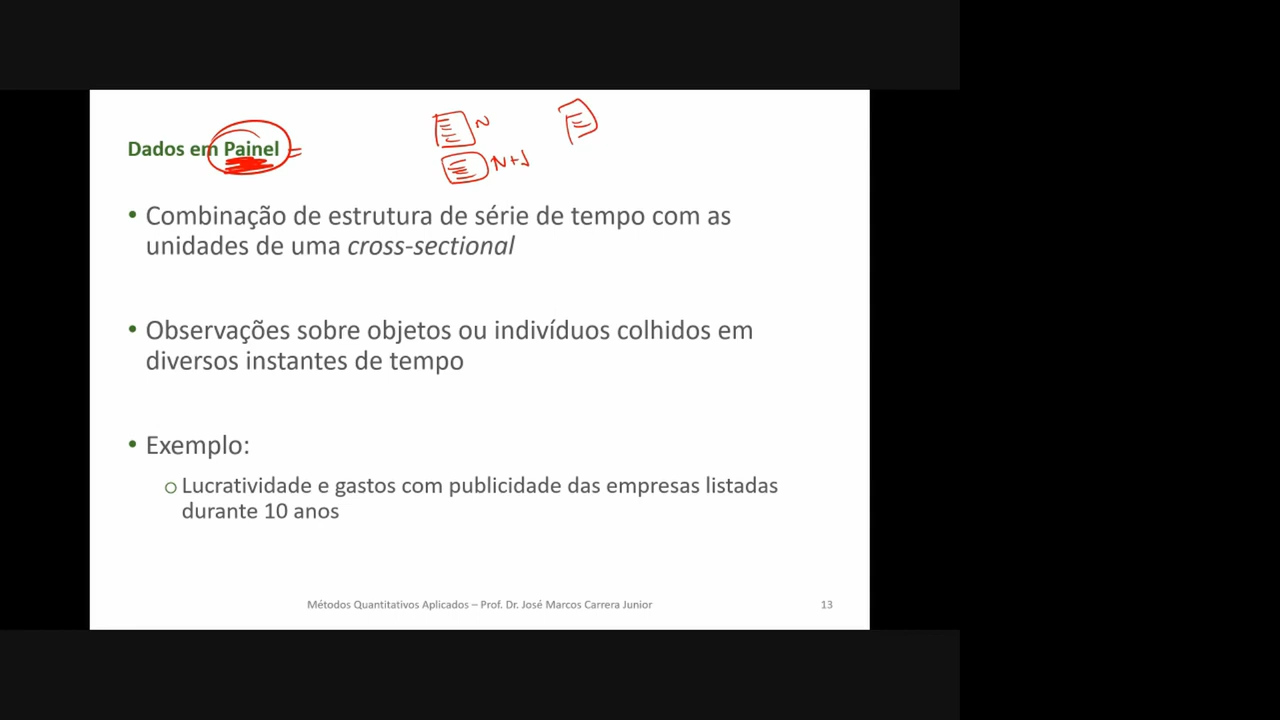 Dados em Painel
N
N+1
• Combinação de estrutura de série de tempo com as
unidades de uma cross-sectional
• Observações sobre objetos ou indivíduos colhidos em
diversos instantes de tempo
• Exemplo:
o Lucratividade e gastos com publicidade das empresas listadas
durante 10 anos
Métodos Quantitativos Aplicados – Prof. Dr. José Marcos Carrera Junior 13